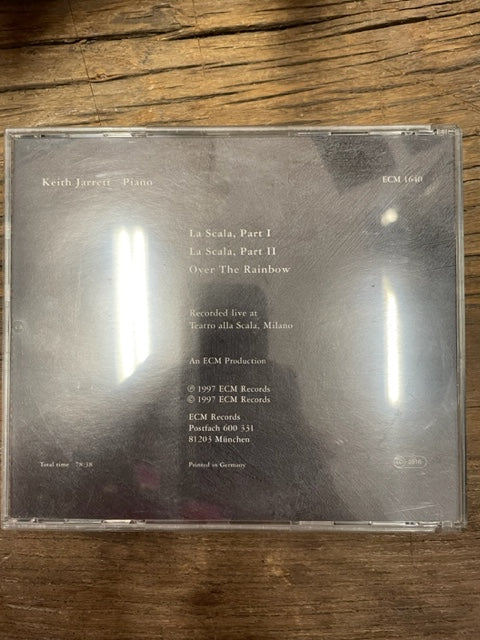 Keith Jarrett Piano
ECM 1640
La Scala, Part I
La Scala, Part II
Over The Rainbow
Recorded live at
Teatro alla Scala, Milano
An ECM Production
℗ 1997 ECM Records
© 1997 ECM Records
ECM Records
Postfach 600 331
81203 München
Total time 78:38
Printed in Germany